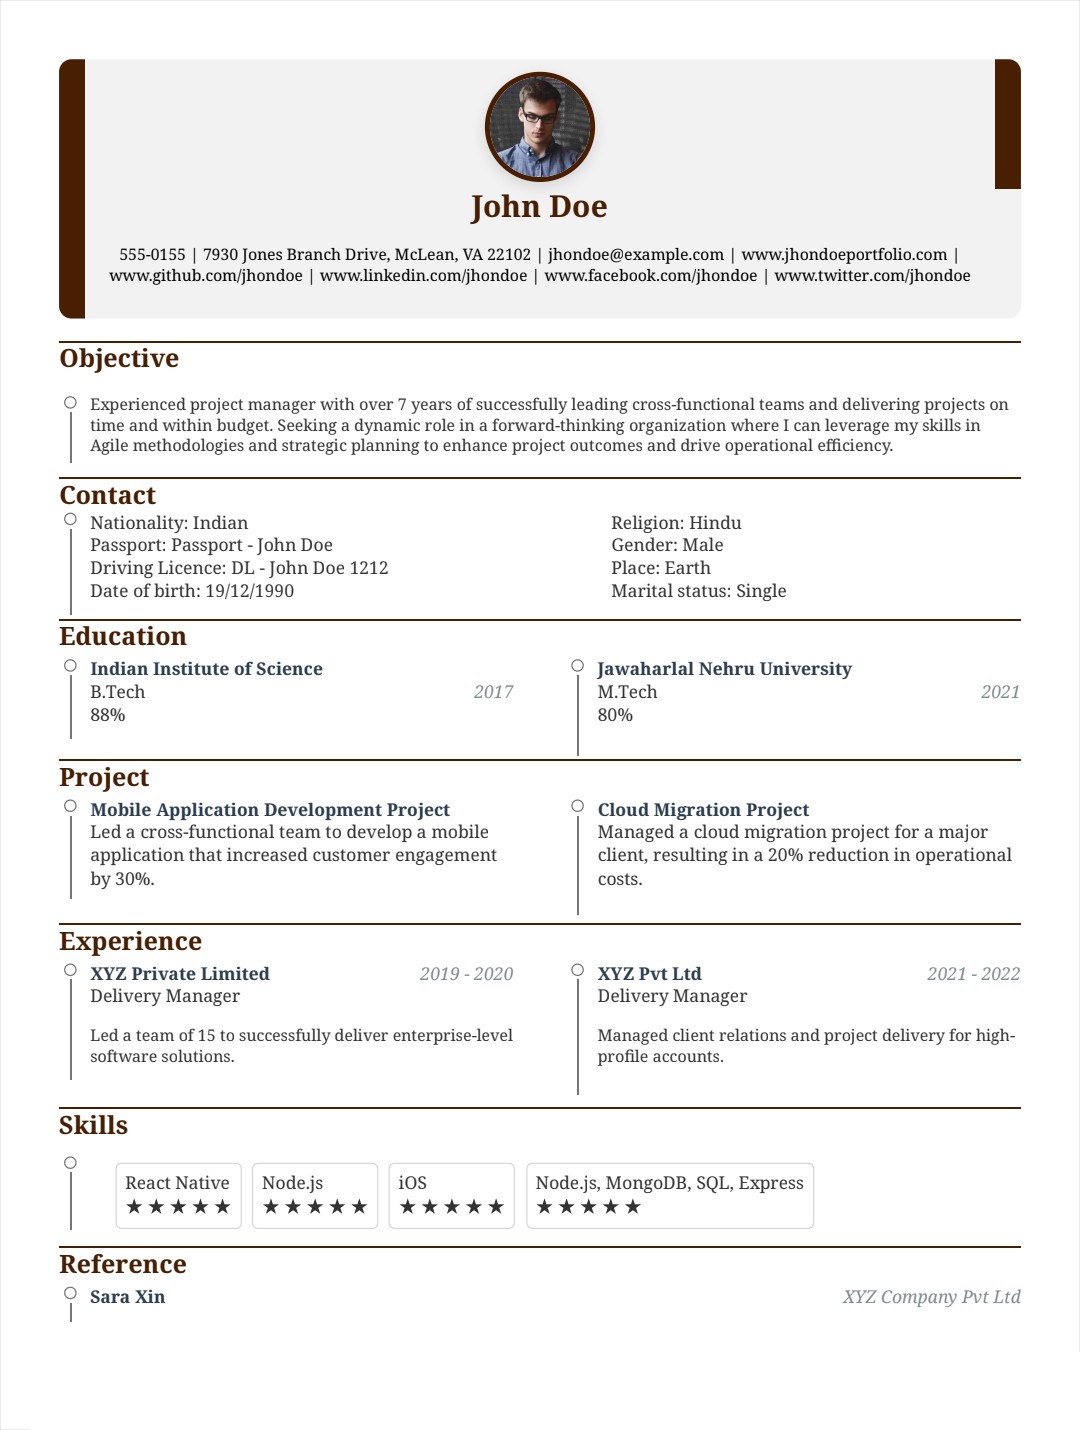 John Doe
555-0155 | 7930 Jones Branch Drive, McLean, VA 22102 | jhondoe@example.com | www.jhondoeportfolio.com |
www.github.com/jhondoe | www.linkedin.com/jhondoe | www.facebook.com/jhondoe | www.twitter.com/jhondoe
Objective
Experienced project manager with over 7 years of successfully leading cross-functional teams and delivering projects on
time and within budget. Seeking a dynamic role in a forward-thinking organization where I can leverage my skills in
Agile methodologies and strategic planning to enhance project outcomes and drive operational efficiency.
Contact
Nationality: Indian
Passport: Passport - John Doe
Driving Licence: DL - John Doe 1212
Date of birth: 19/12/1990
Religion: Hindu
Gender: Male
Place: Earth
Marital status: Single
Education
Indian Institute of Science
B.Tech 2017
88%
Jawaharlal Nehru University
M.Tech 2021
80%
Project
Mobile Application Development Project
Led a cross-functional team to develop a mobile
application that increased customer engagement
by 30%.
Cloud Migration Project
Managed a cloud migration project for a major
client, resulting in a 20% reduction in operational
costs.
Experience
XYZ Private Limited 2019 - 2020
Delivery Manager
Led a team of 15 to successfully deliver enterprise-level
software solutions.
XYZ Pvt Ltd 2021 - 2022
Delivery Manager
Managed client relations and project delivery for high-
profile accounts.
Skills
React Native
★★★★★
Node.js
★★★★★
iOS
★★★★★
Node.js, MongoDB, SQL, Express
★★★★★
Reference
Sara Xin XYZ Company Pvt Ltd